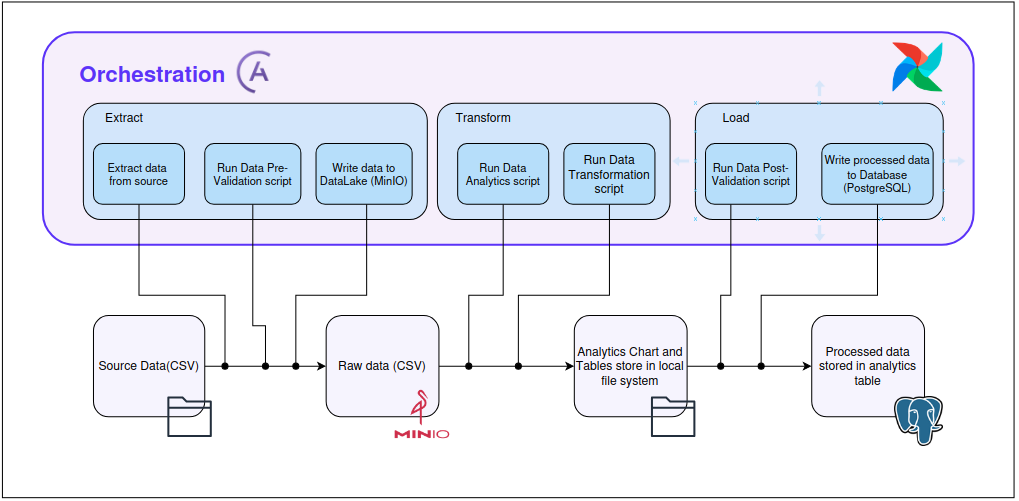 Orchestration
Extract
Extract data
from source
Run Data Pre-
Validation script
Write data to
DataLake (MinIO)
Transform
Run Data
Analytics script
Run Data
Transformation
script
Load
Run Data Post-
Validation script
Write processed data
to Database
(PostgreSQL)
Source Data(CSV)
Raw data (CSV)
MINIO
Analytics Chart and
Tables store in local
file system
Processed data
stored in analytics
table